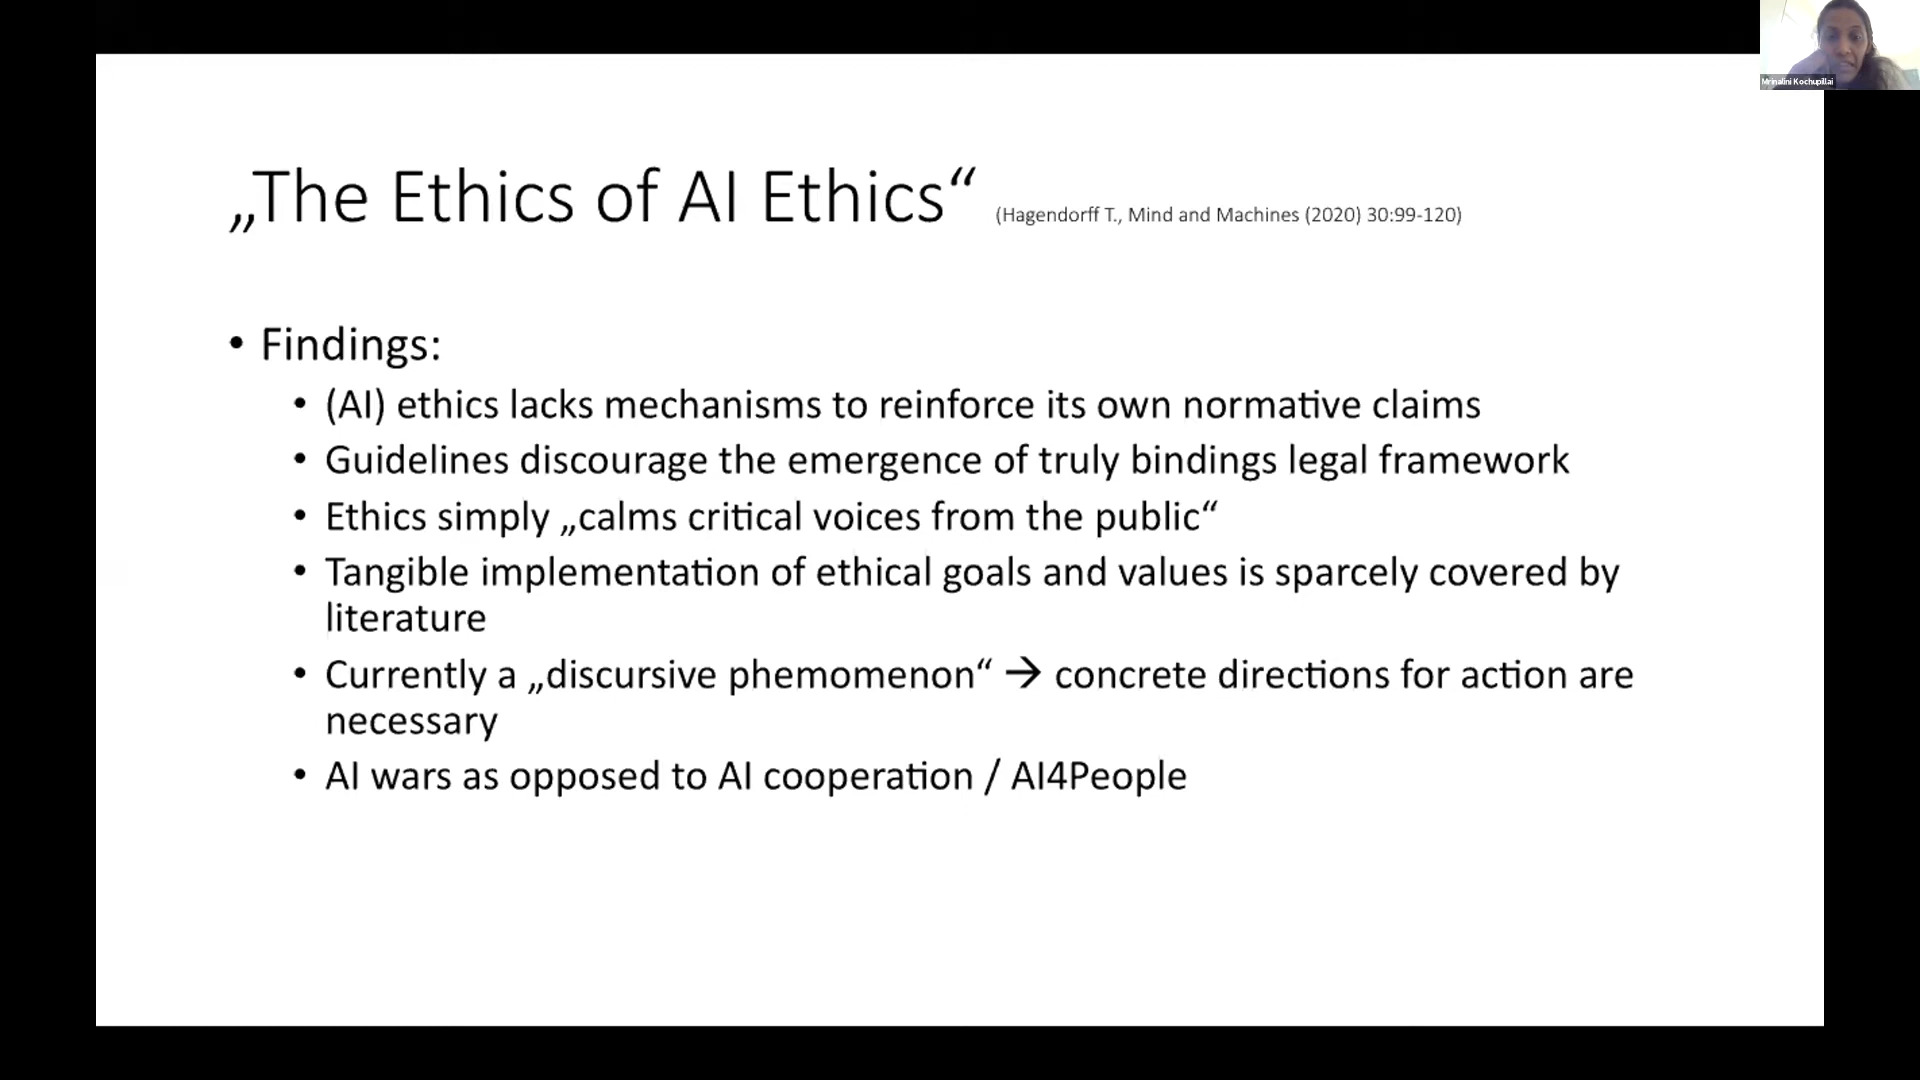 Mrinalini Kochupillai
„The Ethics of AI Ethics“ (Hagendorff T., Mind and Machines (2020) 30:99-120)
• Findings:
• (AI) ethics lacks mechanisms to reinforce its own normative claims
• Guidelines discourage the emergence of truly bindings legal framework
• Ethics simply „calms critical voices from the public“
• Tangible implementation of ethical goals and values is sparcely covered by
literature
• Currently a „discursive phemomenon“ → concrete directions for action are
necessary
• AI wars as opposed to AI cooperation / AI4People